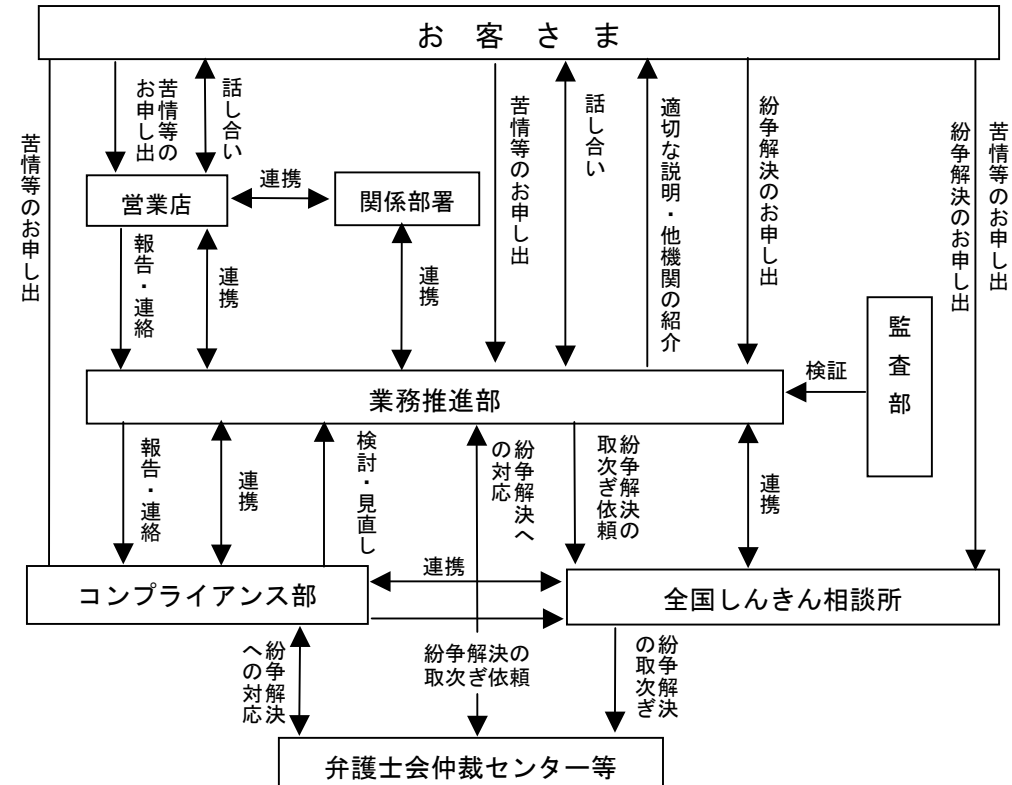 お 客 さ ま
苦情等のお申し出
苦情等の
お申し出
話し合い
苦情等のお申し出
話し合い
適切な説明・他機関の紹介
紛争解決のお申し出
苦情等のお申し出
紛争解決のお申し出
営業店
連携
関係部署
報告・連絡
連携
連携
監査部
検証
業務推進部
報告・連絡
連携
検討・見直し
紛争解決へ
の対応
紛争解決の
取次ぎ依頼
連携
コンプライアンス部
連携
全国しんきん相談所
紛争解決
への対応
紛争解決の
取次ぎ依頼
紛争解決
の取次ぎ
弁護士会仲裁センター等